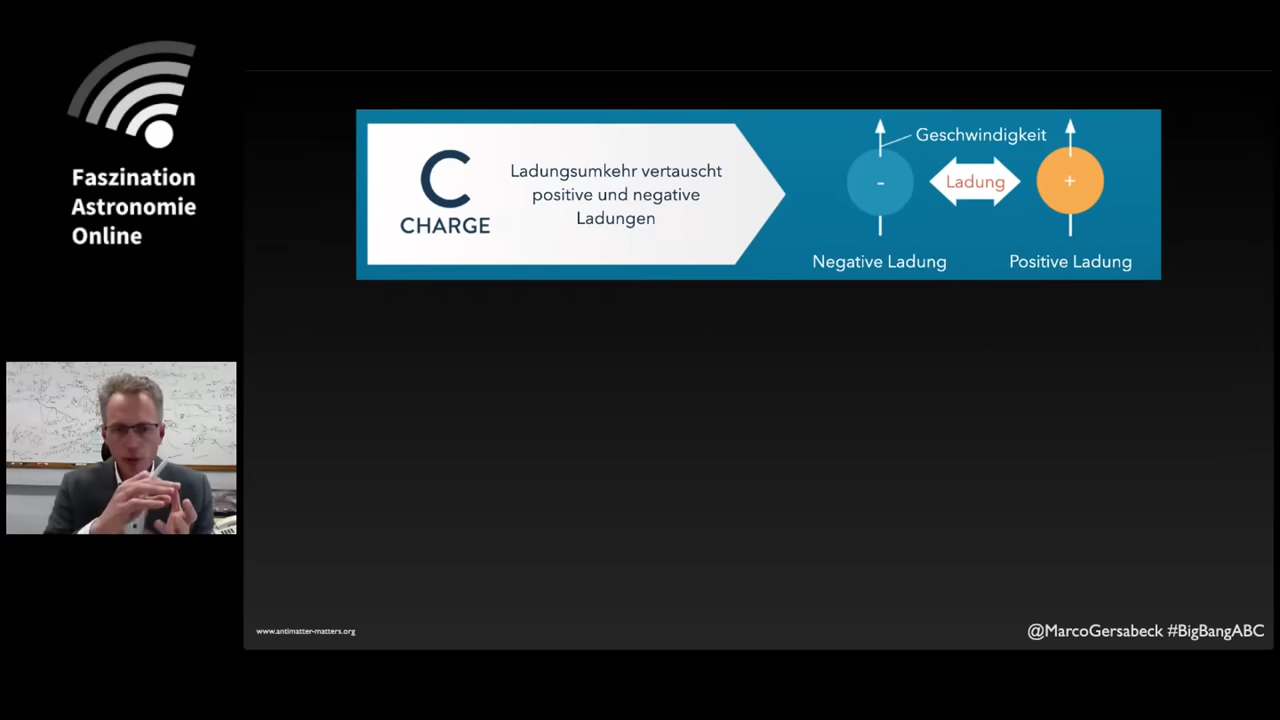 Faszination
Astronomie
Online
C
CHARGE
Ladungsumkehr vertauscht
positive und negative
Ladungen
Geschwindigkeit
-
Ladung
+
Negative Ladung
Positive Ladung
www.antimatter-matters.org
@MarcoGersabeck #BigBangABC